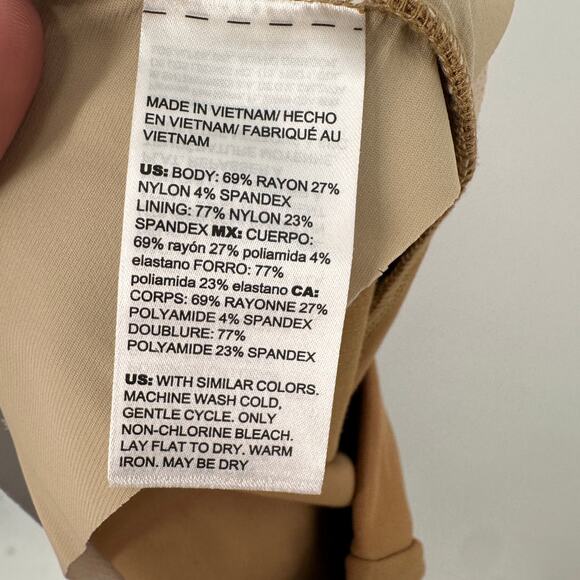 MADE IN VIETNAM/ HECHO
EN VIETNAM/ FABRIQUÉ AU
VIETNAM
US: BODY: 69% RAYON 27%
NYLON 4% SPANDEX
LINING: 77% NYLON 23%
SPANDEX MX: CUERPO:
69% rayón 27% poliamida 4%
elastano FORRO: 77%
poliamida 23% elastano CA:
CORPS: 69% RAYONNE 27%
POLYAMIDE 4% SPANDEX
DOUBLURE: 77%
POLYAMIDE 23% SPANDEX
US: WITH SIMILAR COLORS.
MACHINE WASH COLD,
GENTLE CYCLE. ONLY
NON-CHLORINE BLEACH.
LAY FLAT TO DRY. WARM
IRON. MAY BE DRY